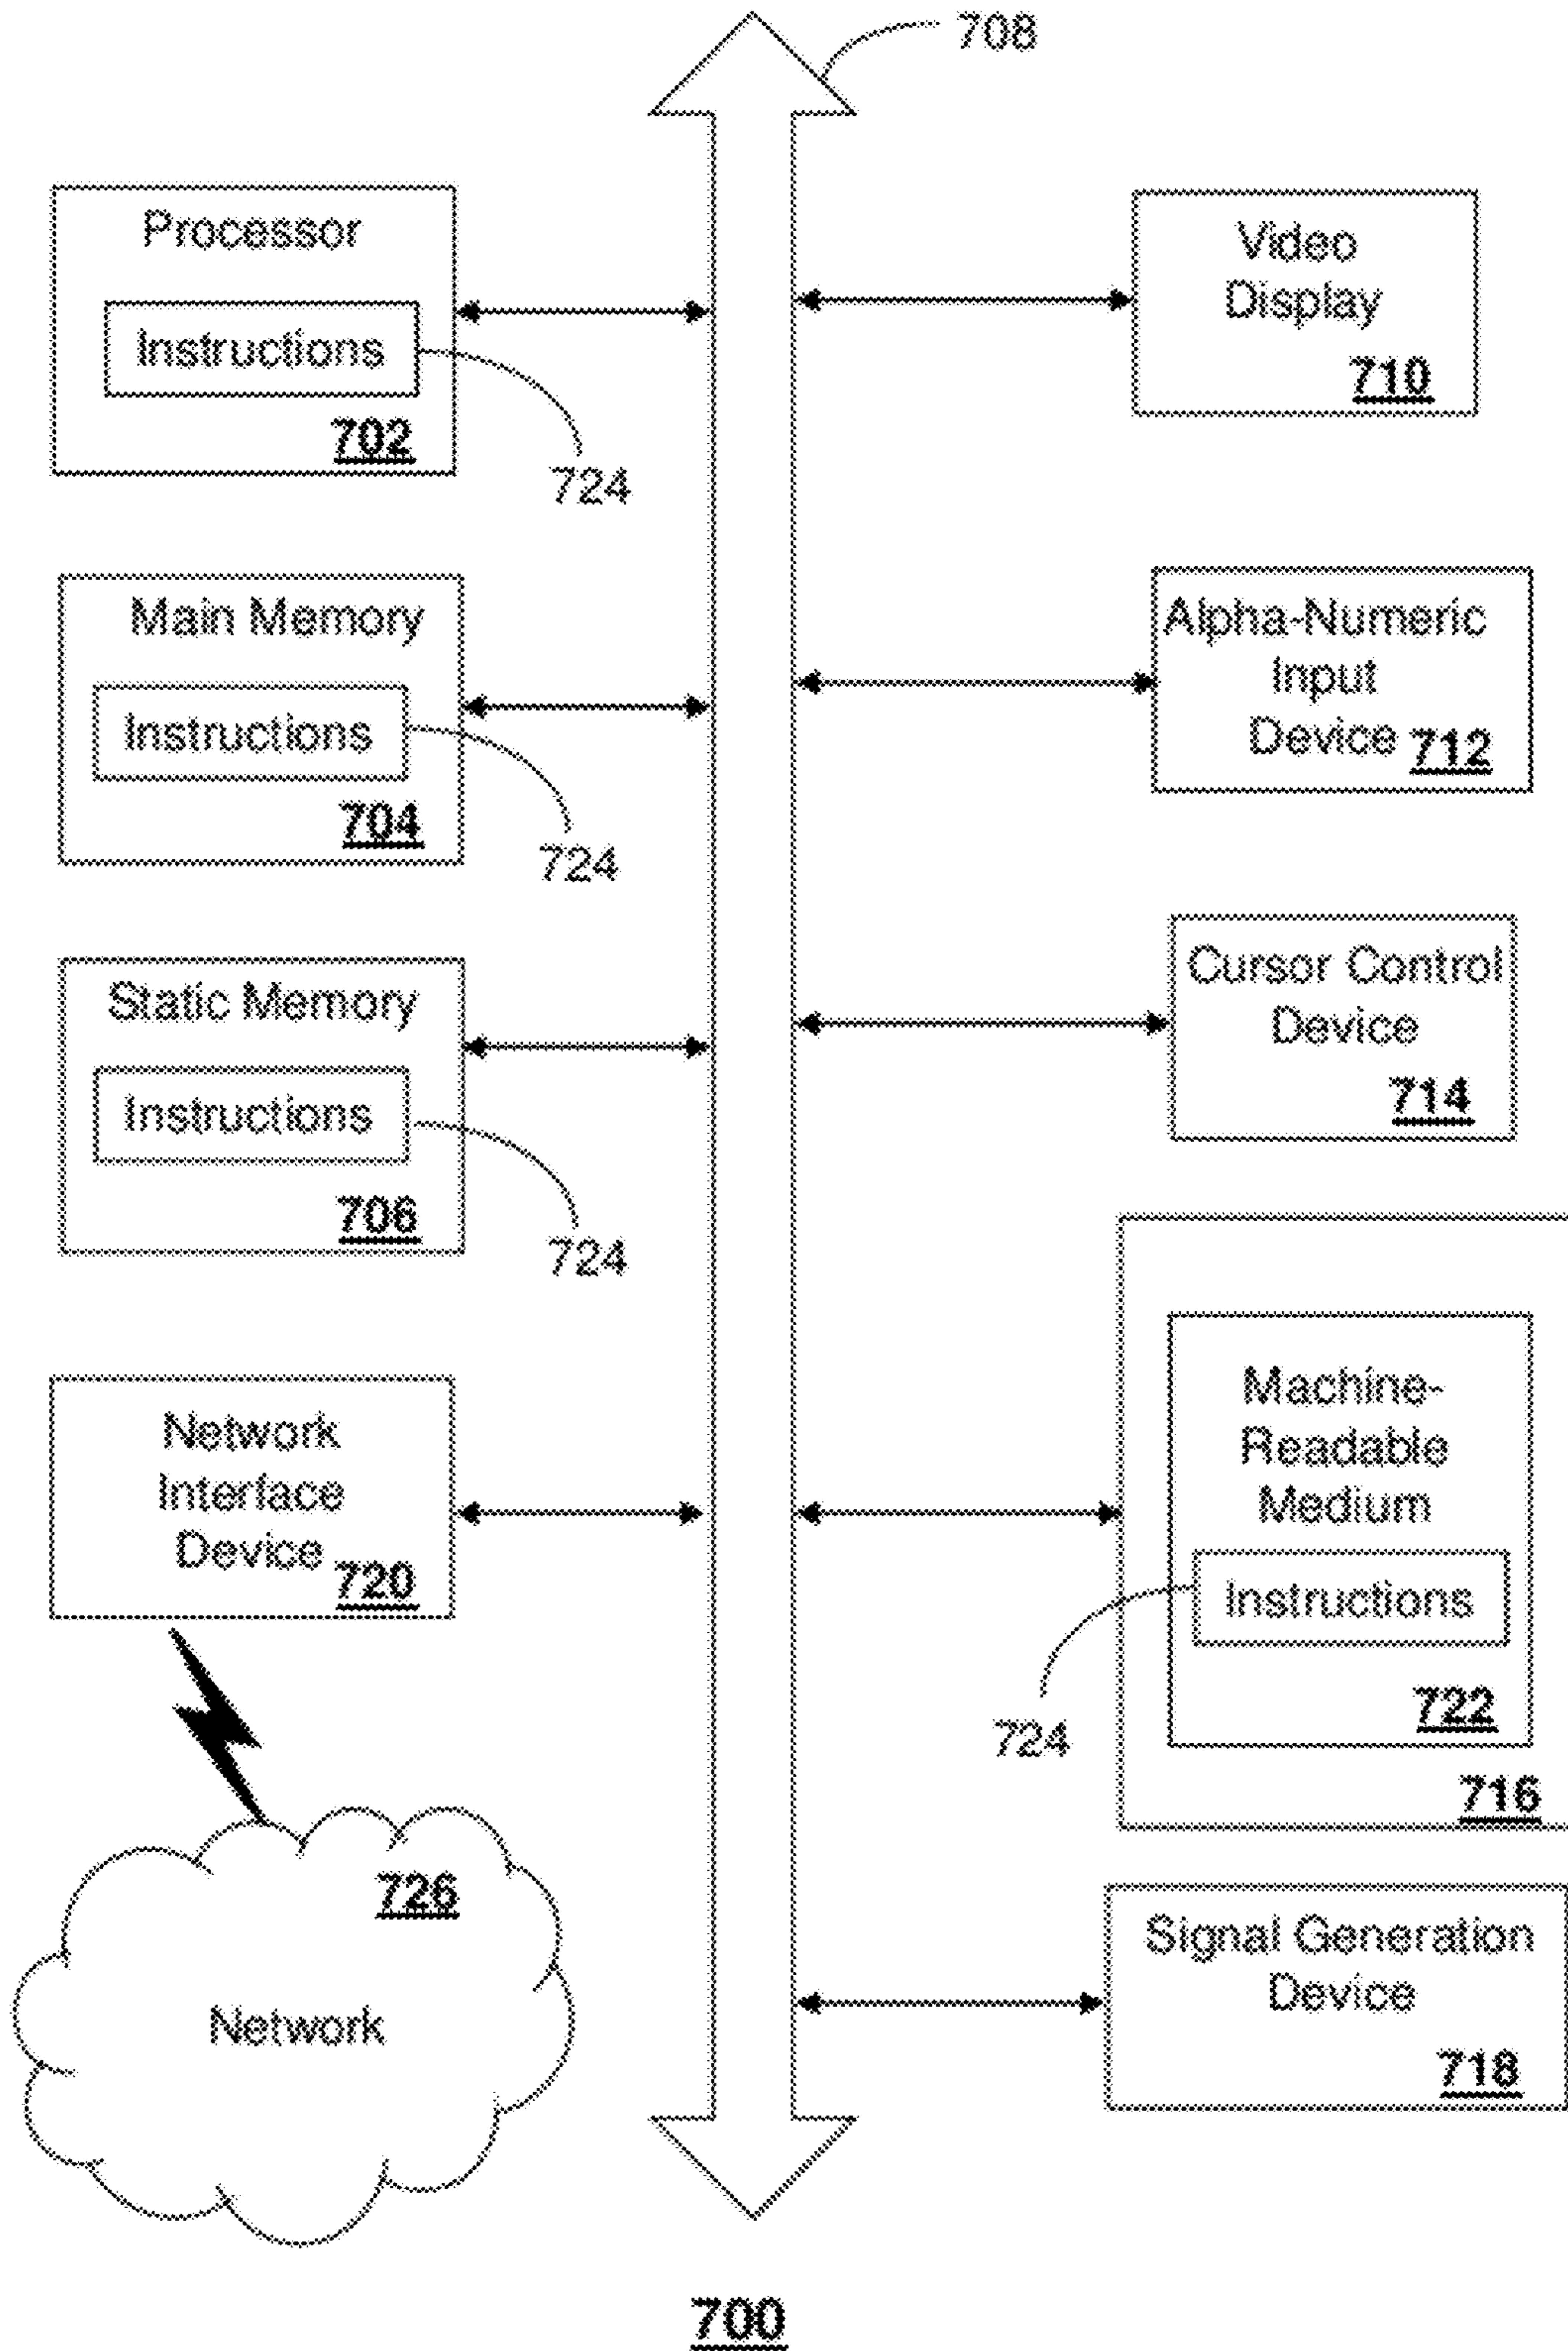 708
Processor
Instructions
702
724
Main Memory
Instructions
704
724
Static Memory
Instructions
706
724
Network
Interface
Device
720
726
Network
Video
Display
710
Alpha-Numeric
Input
Device
712
Cursor Control
Device
714
Machine-
Readable
Medium
Instructions
724
722
716
Signal Generation
Device
718
700